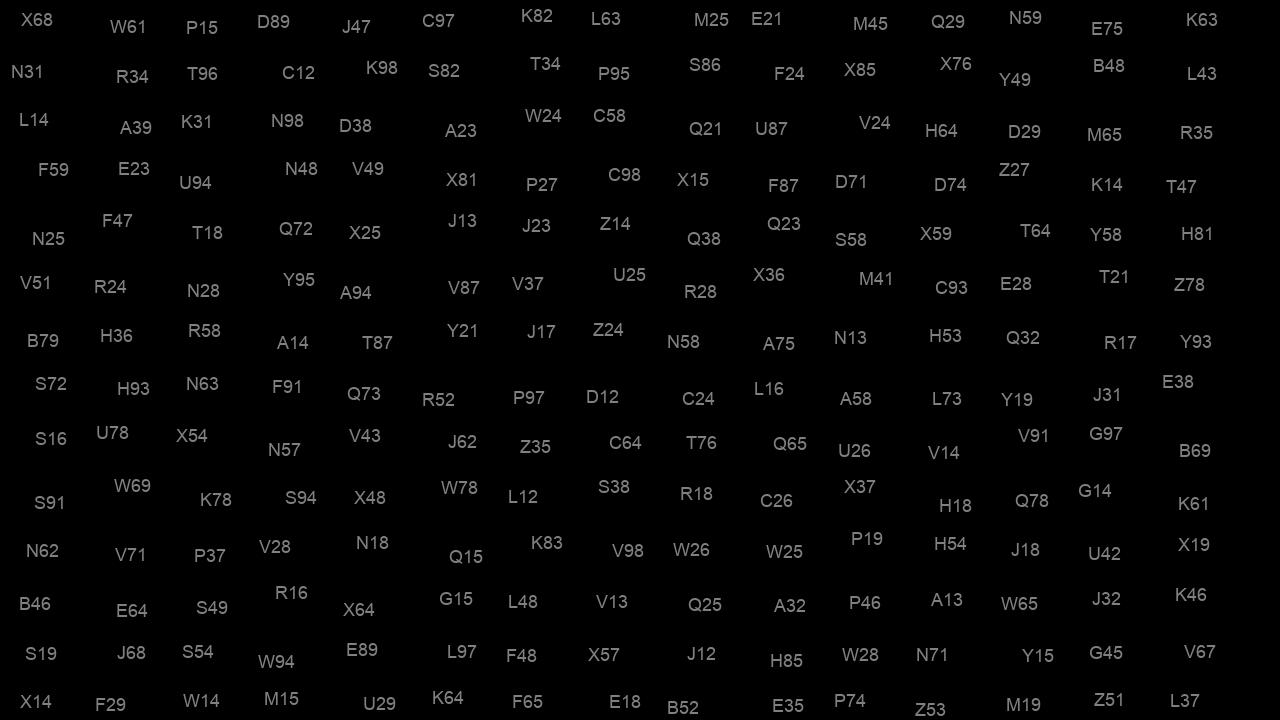 X68 W61 P15 D89 J47 C97 K82 L63 M25 E21 M45 Q29 N59 E75 K63
N31 R34 T96 C12 K98 S82 T34 P95 S86 F24 X85 X76 Y49 B48 L43
L14 A39 K31 N98 D38 A23 W24 C58 Q21 U87 V24 H64 D29 M65 R35
F59 E23 U94 N48 V49 X81 P27 C98 X15 F87 D71 D74 Z27 K14 T47
N25 F47 T18 Q72 X25 J13 J23 Z14 Q38 Q23 S58 X59 T64 Y58 H81
V51 R24 N28 Y95 A94 V87 V37 U25 R28 X36 M41 C93 E28 T21 Z78
B79 H36 R58 A14 T87 Y21 J17 Z24 N58 A75 N13 H53 Q32 R17 Y93
S72 H93 N63 F91 Q73 R52 P97 D12 C24 L16 A58 L73 Y19 J31 E38
S16 U78 X54 N57 V43 J62 Z35 C64 T76 Q65 U26 V14 V91 G97 B69
S91 W69 K78 S94 X48 W78 L12 S38 R18 C26 X37 H18 Q78 G14 K61
N62 V71 P37 V28 N18 Q15 K83 V98 W26 W25 P19 H54 J18 U42 X19
B46 E64 S49 R16 X64 G15 L48 V13 Q25 A32 P46 A13 W65 J32 K46
S19 J68 S54 W94 E89 L97 F48 X57 J12 H85 W28 N71 Y15 G45 V67
X14 F29 W14 M15 U29 K64 F65 E18 B52 E35 P74 Z53 M19 Z51 L37